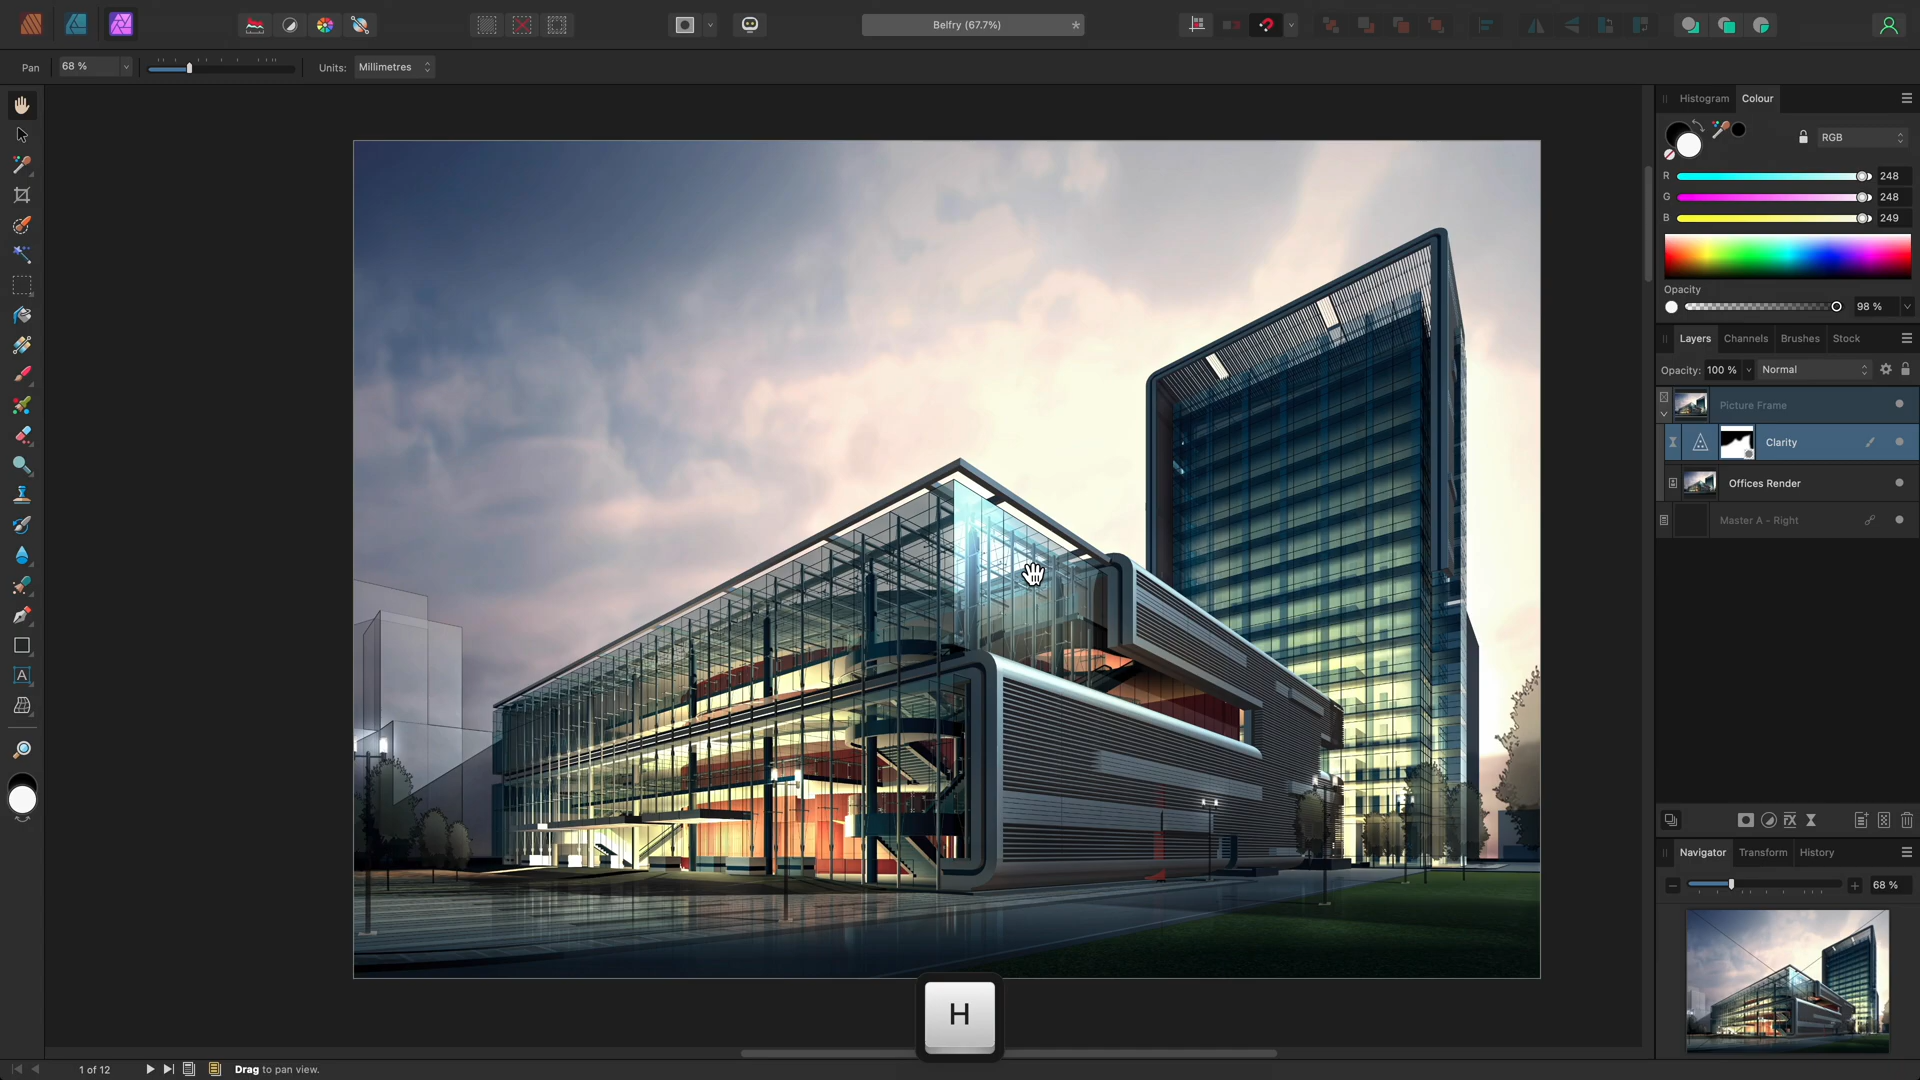 Belfry (67.7%)
Pan
68 %
Units:
Millimetres
Histogram
Colour
RGB
R
248
G
248
B
249
Opacity
98 %
Layers
Channels
Brushes
Stock
Opacity:
100 %
Normal
Picture Frame
Clarity
Offices Render
Master A - Right
A
FX
Navigator
Transform
History
68 %
H
1 of 12
Drag to pan view.